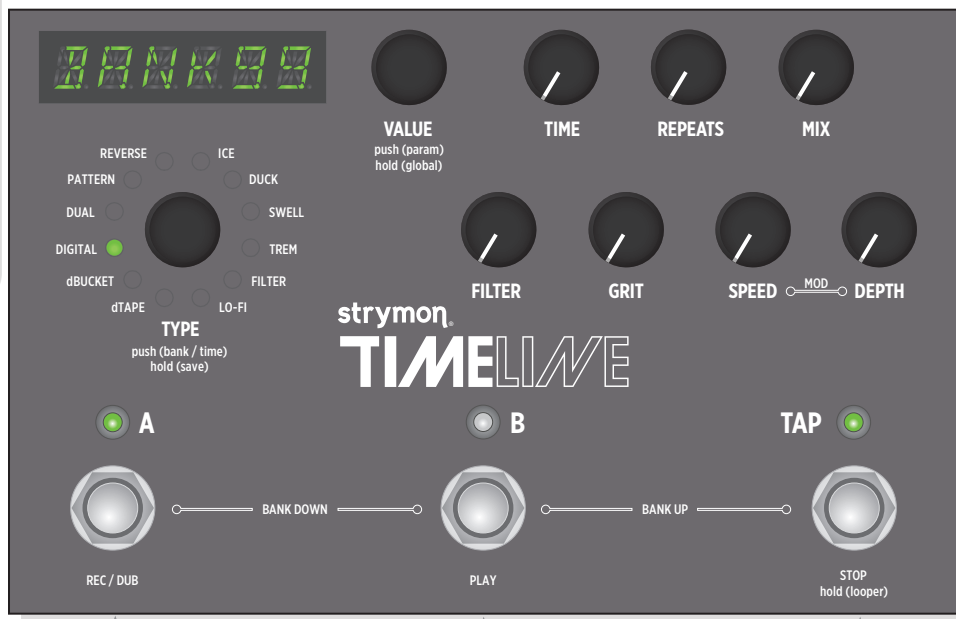 BANK99
VALUE
push (param)
hold (global)
TIME
REPEATS
MIX
REVERSE
ICE
PATTERN
DUCK
DUAL
SWELL
DIGITAL
TREM
dBUCKET
FILTER
dTAPE
LO-FI
TYPE
push (bank / time)
hold (save)
FILTER
GRIT
SPEED
MOD
DEPTH
strymon®
TIMELINE
A
B
TAP
BANK DOWN
BANK UP
REC / DUB
PLAY
STOP
hold (looper)